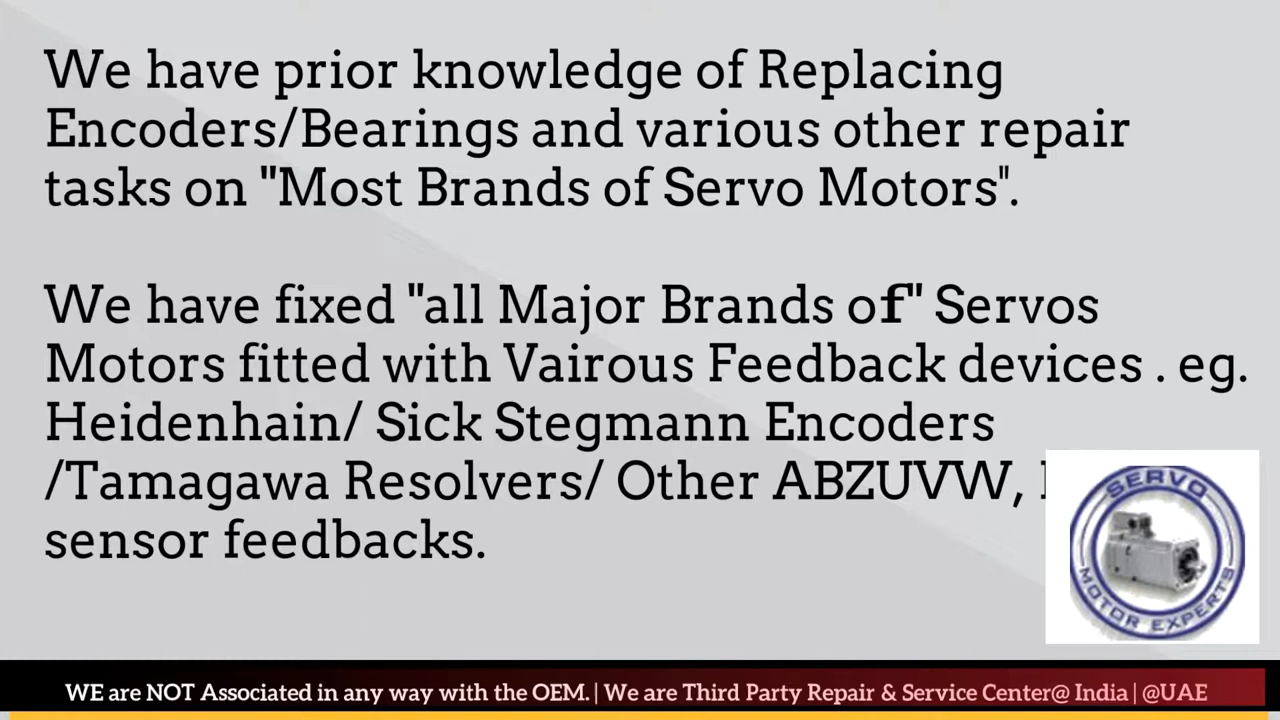 We have prior knowledge of Replacing
Encoders/Bearings and various other repair
tasks on "Most Brands of Servo Motors".
We have fixed "all Major Brands of" Servos
Motors fitted with Vairous Feedback devices . eg.
Heidenhain/ Sick Stegmann Encoders
/Tamagawa Resolvers/ Other ABZUVW,
sensor feedbacks.
SERVO
MOTOR EXPERTS
WE are NOT Associated in any way with the OEM. | We are Third Party Repair & Service Center@ India | @UAE